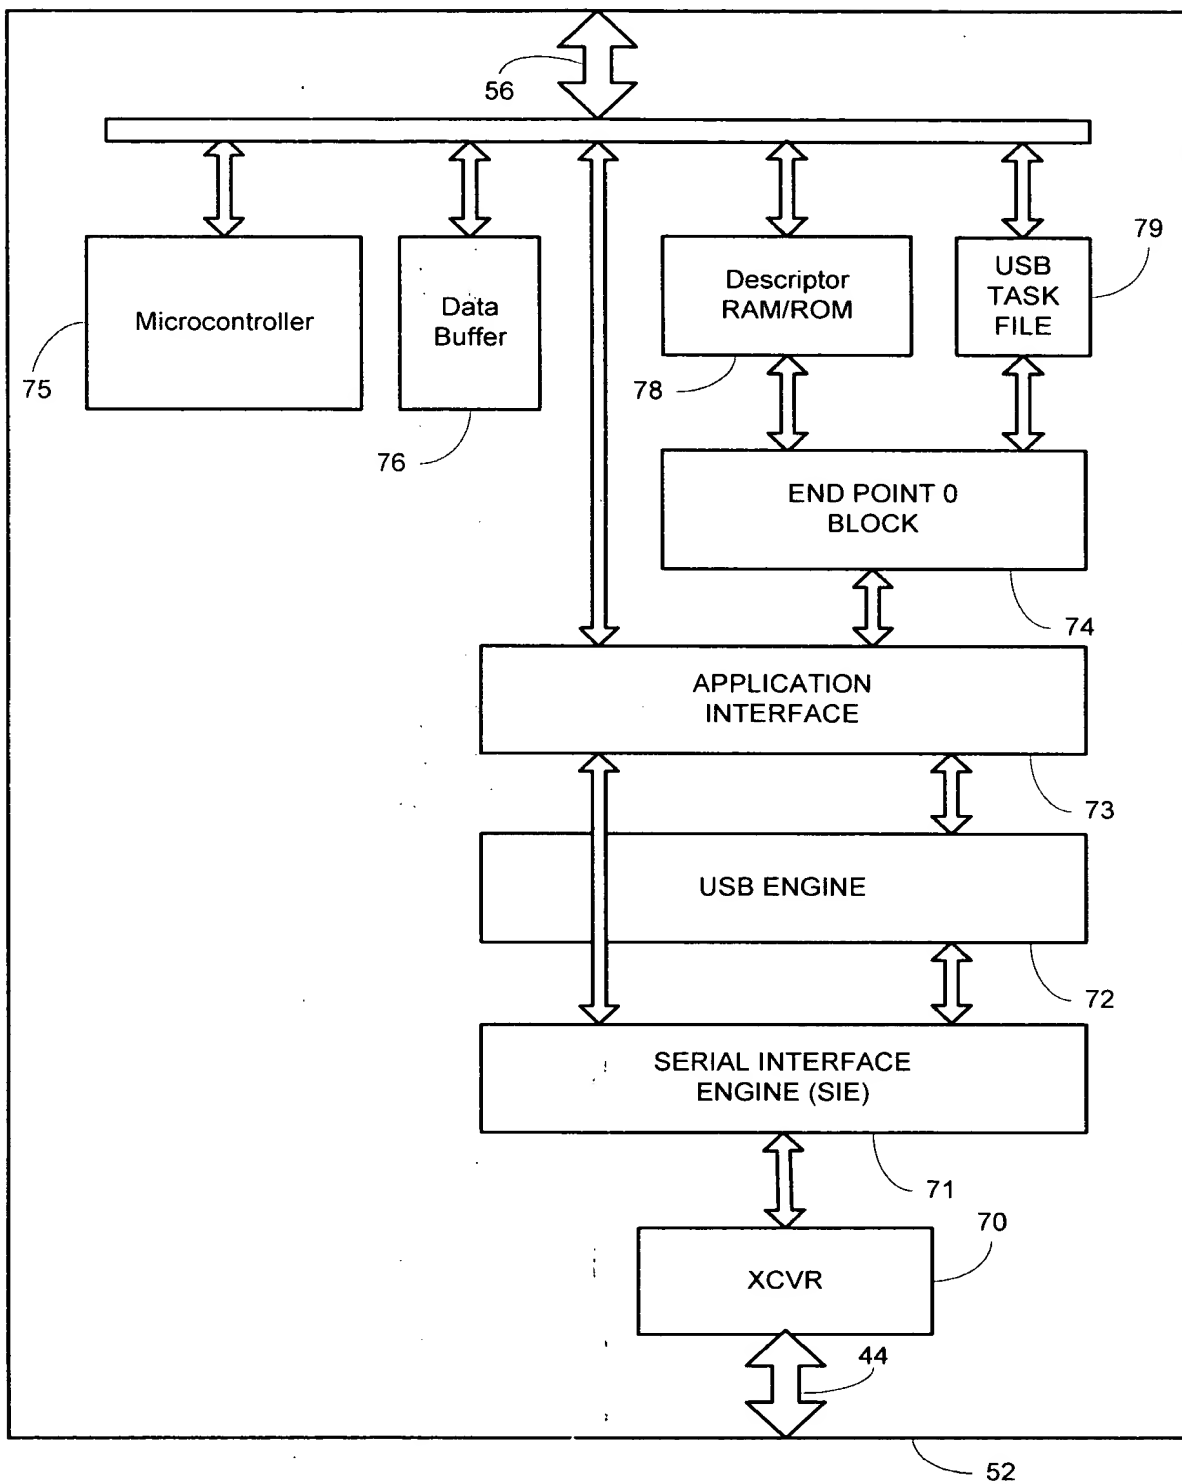 56
79
Microcontroller
Data
Buffer
Descriptor
RAM/ROM
USB
TASK
FILE
75
78
76
END POINT 0
BLOCK
74
APPLICATION
INTERFACE
73
USB ENGINE
72
SERIAL INTERFACE
ENGINE (SIE)
71
70
XCVR
44
52